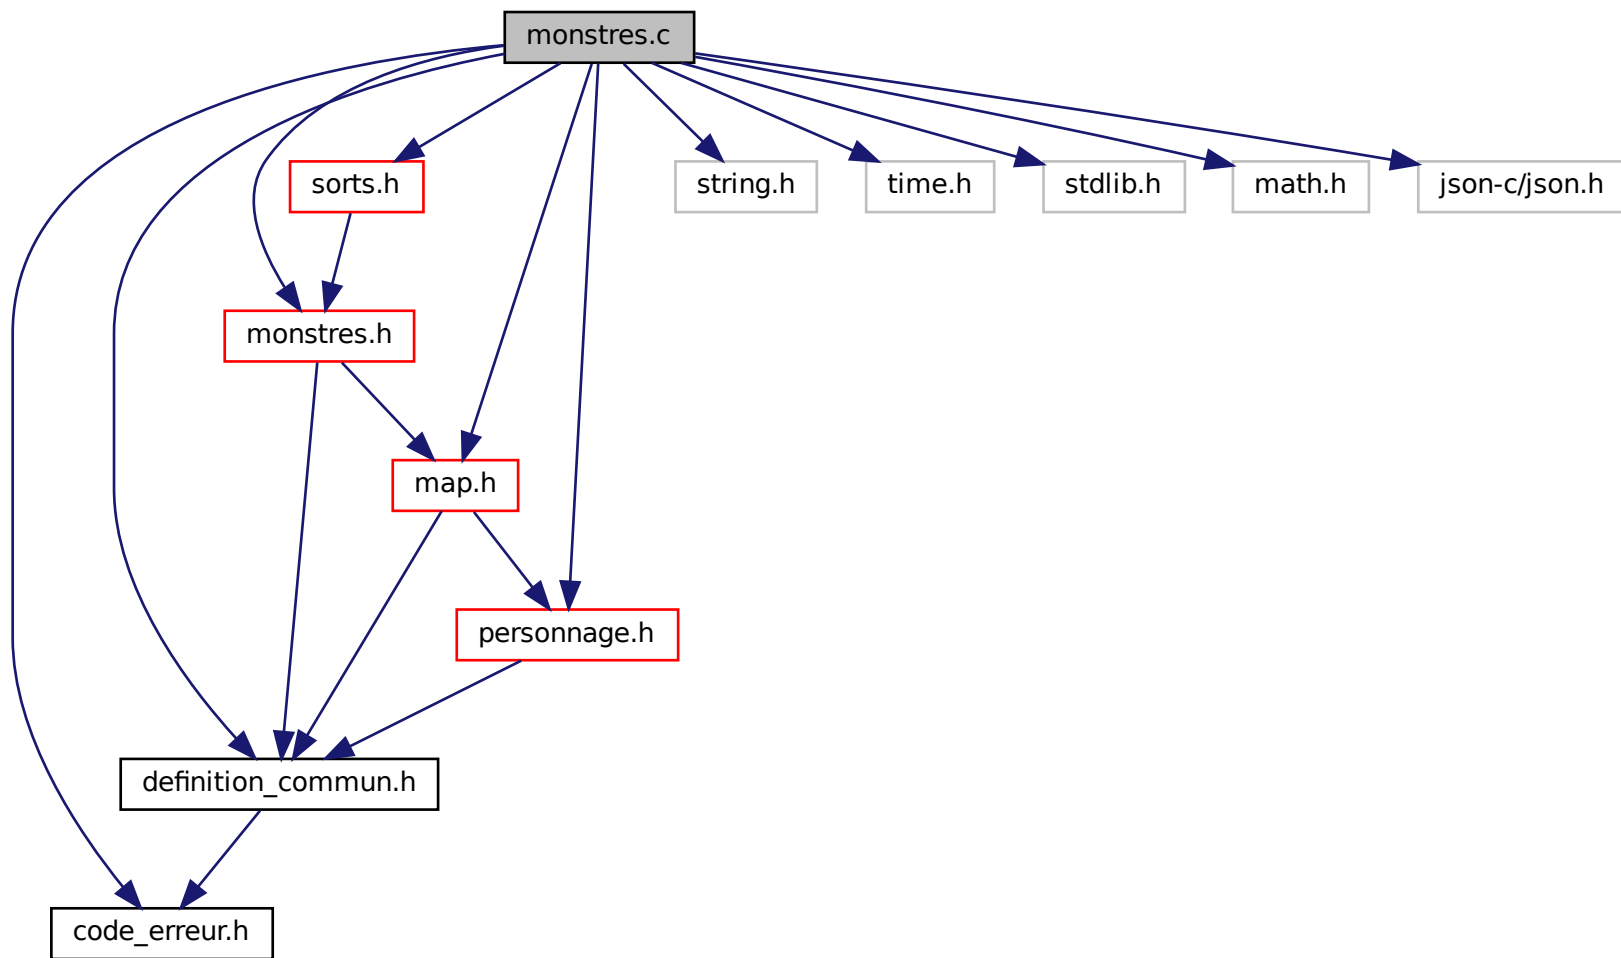 monstres.c
sorts.h
string.h
time.h
stdlib.h
math.h
json-c/json.h
monstres.h
map.h
personnage.h
definition_commun.h
code_erreur.h